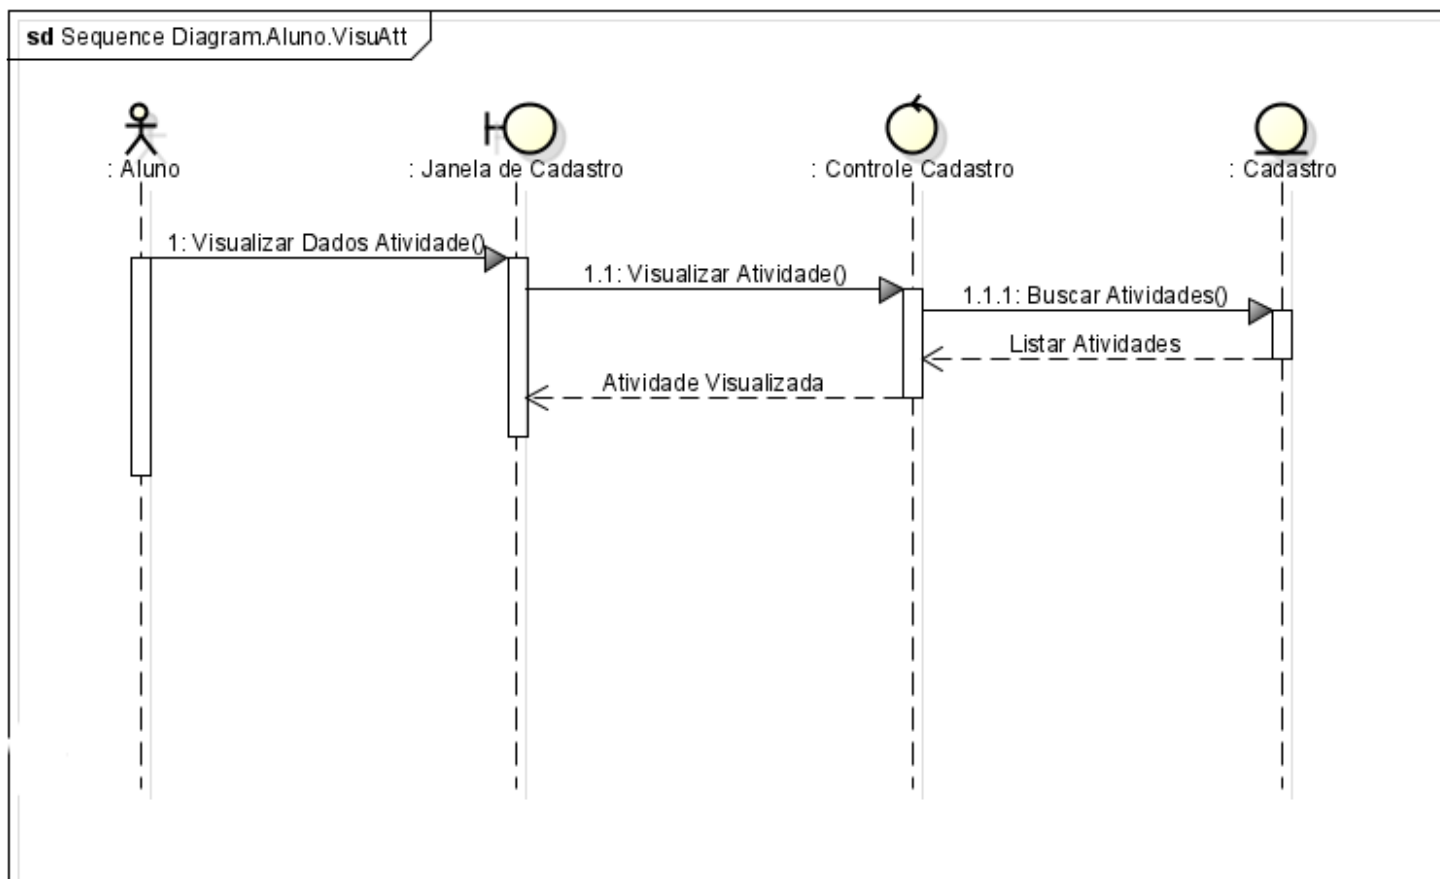 sd Sequence Diagram.Aluno.VisuAtt
: Aluno
: Janela de Cadastro
: Controle Cadastro
: Cadastro
1: Visualizar Dados Atividade()
1.1: Visualizar Atividade()
1.1.1: Buscar Atividades()
Listar Atividades
Atividade Visualizada